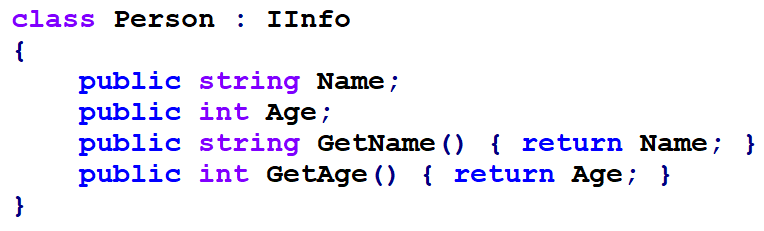 class Person : IInfo
{
    public string Name;
    public int Age;
    public string GetName() { return Name; }
    public int GetAge() { return Age; }
}